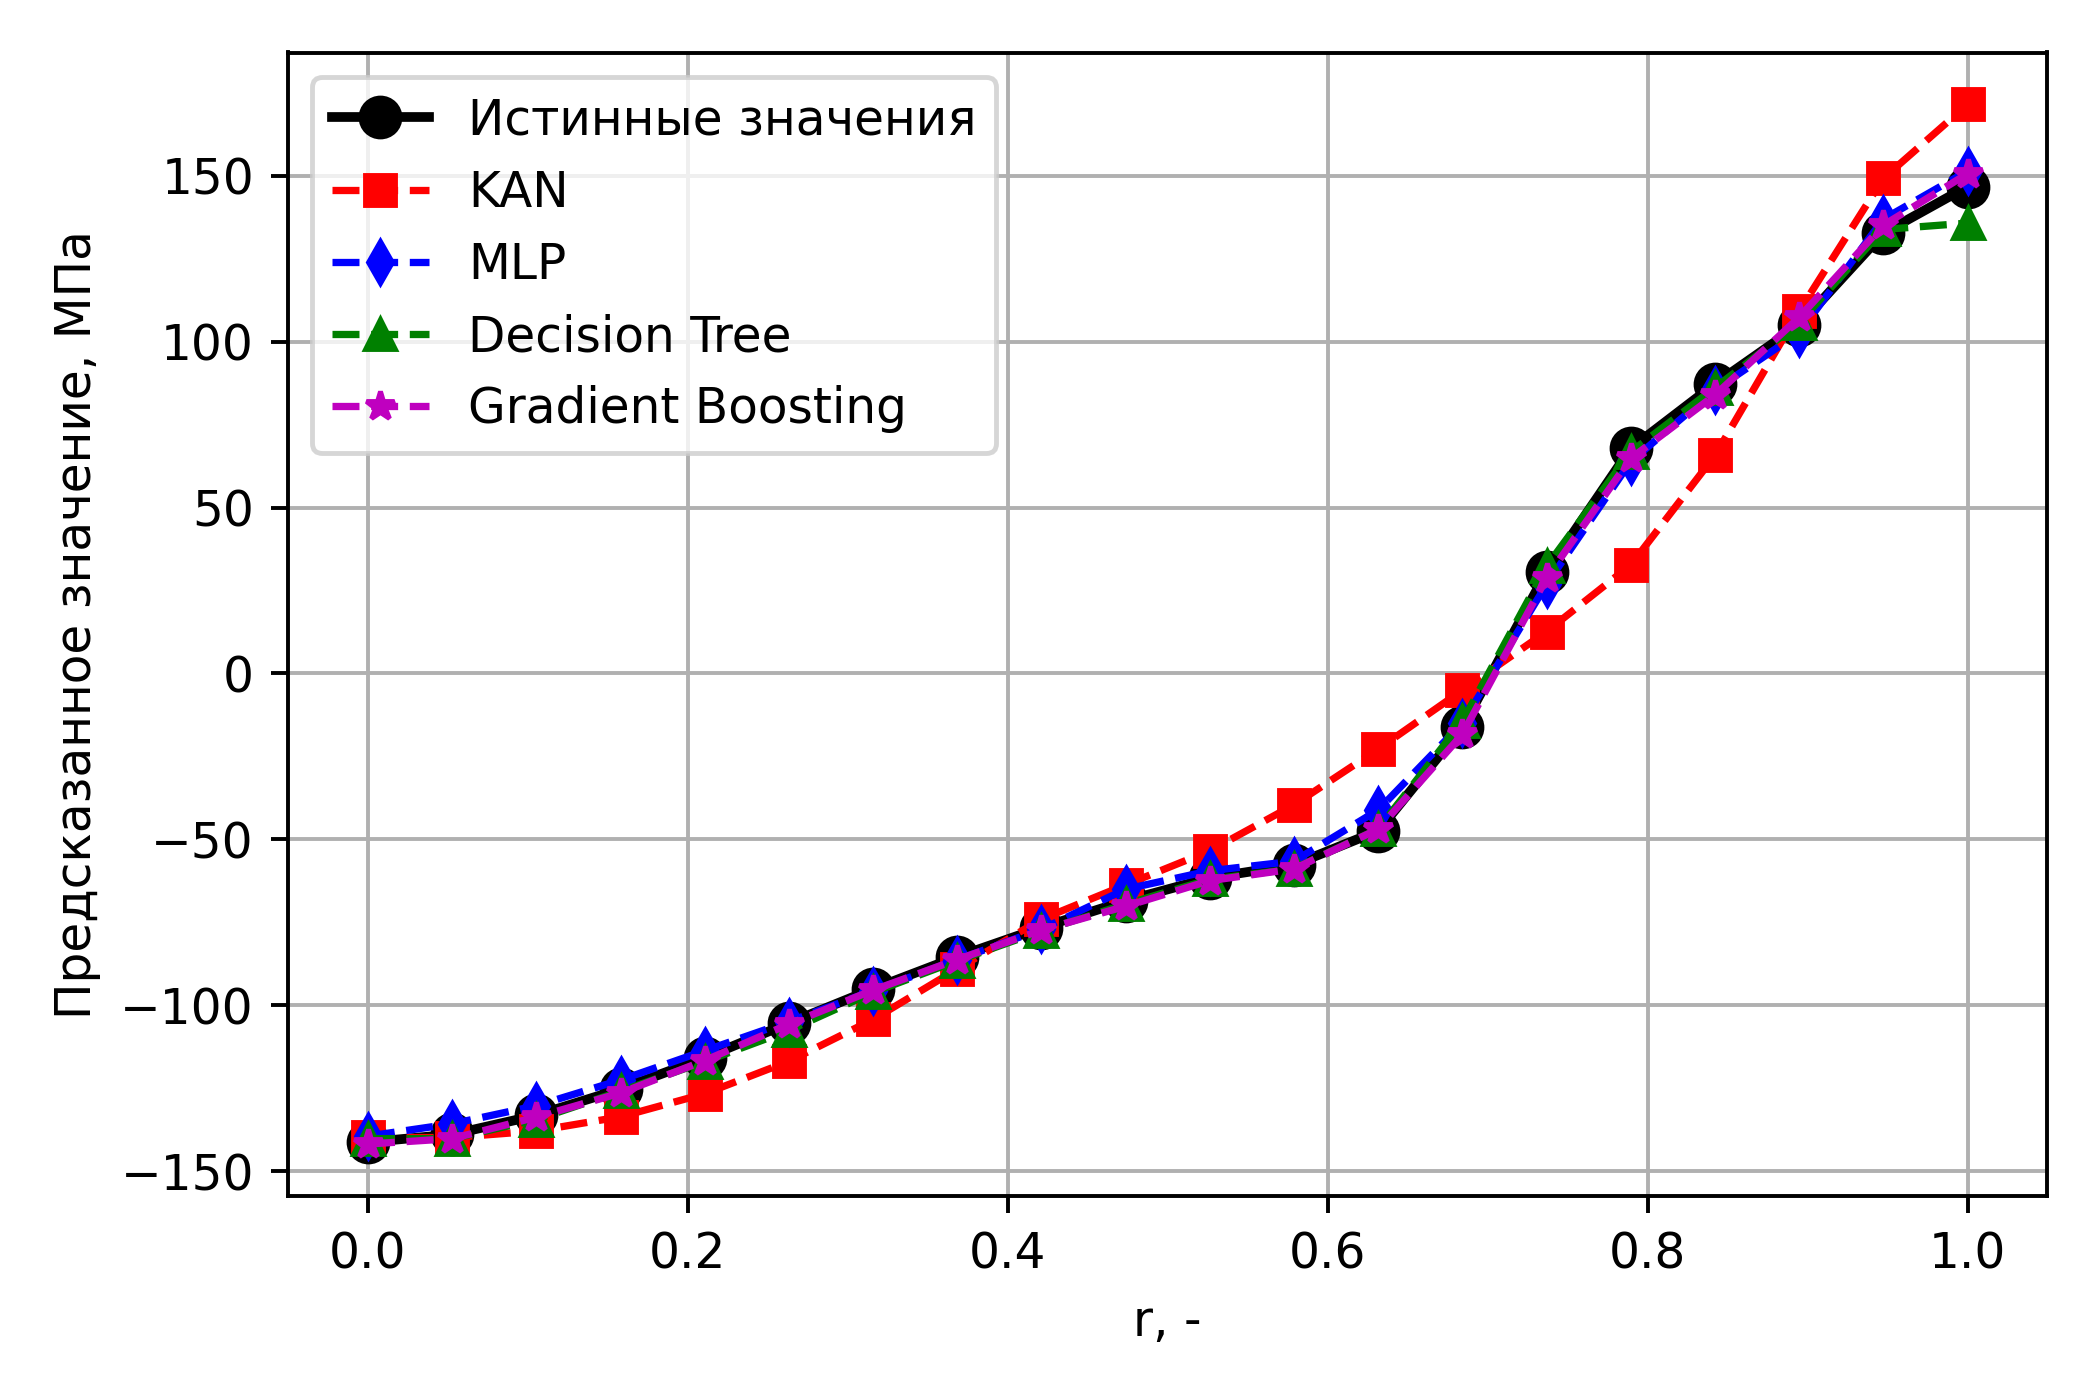 Истинные значения
KAN
MLP
Decision Tree
Gradient Boosting
Предсказанное значение, МПа
150
100
50
0
−50
−100
−150
0.0 0.2 0.4 0.6 0.8 1.0
r, -